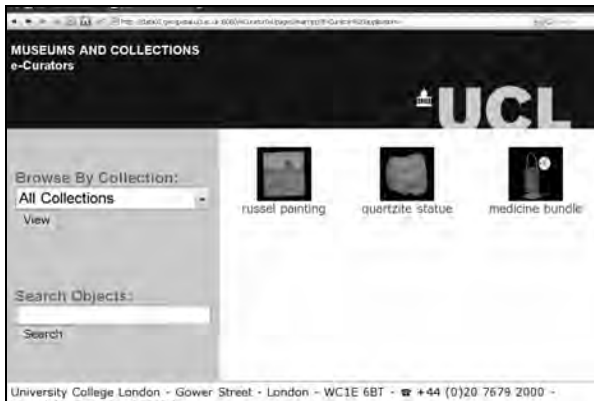 MUSEUMS AND COLLECTIONS
e-Curators
UCL
Browse By Collection:
All Collections
View
russel painting
quartzite statue
medicine bundle
Search Objects:
Search
University College London - Gower Street - London - WC1E 6BT - ☎ +44 (0)20 7679 2000 -